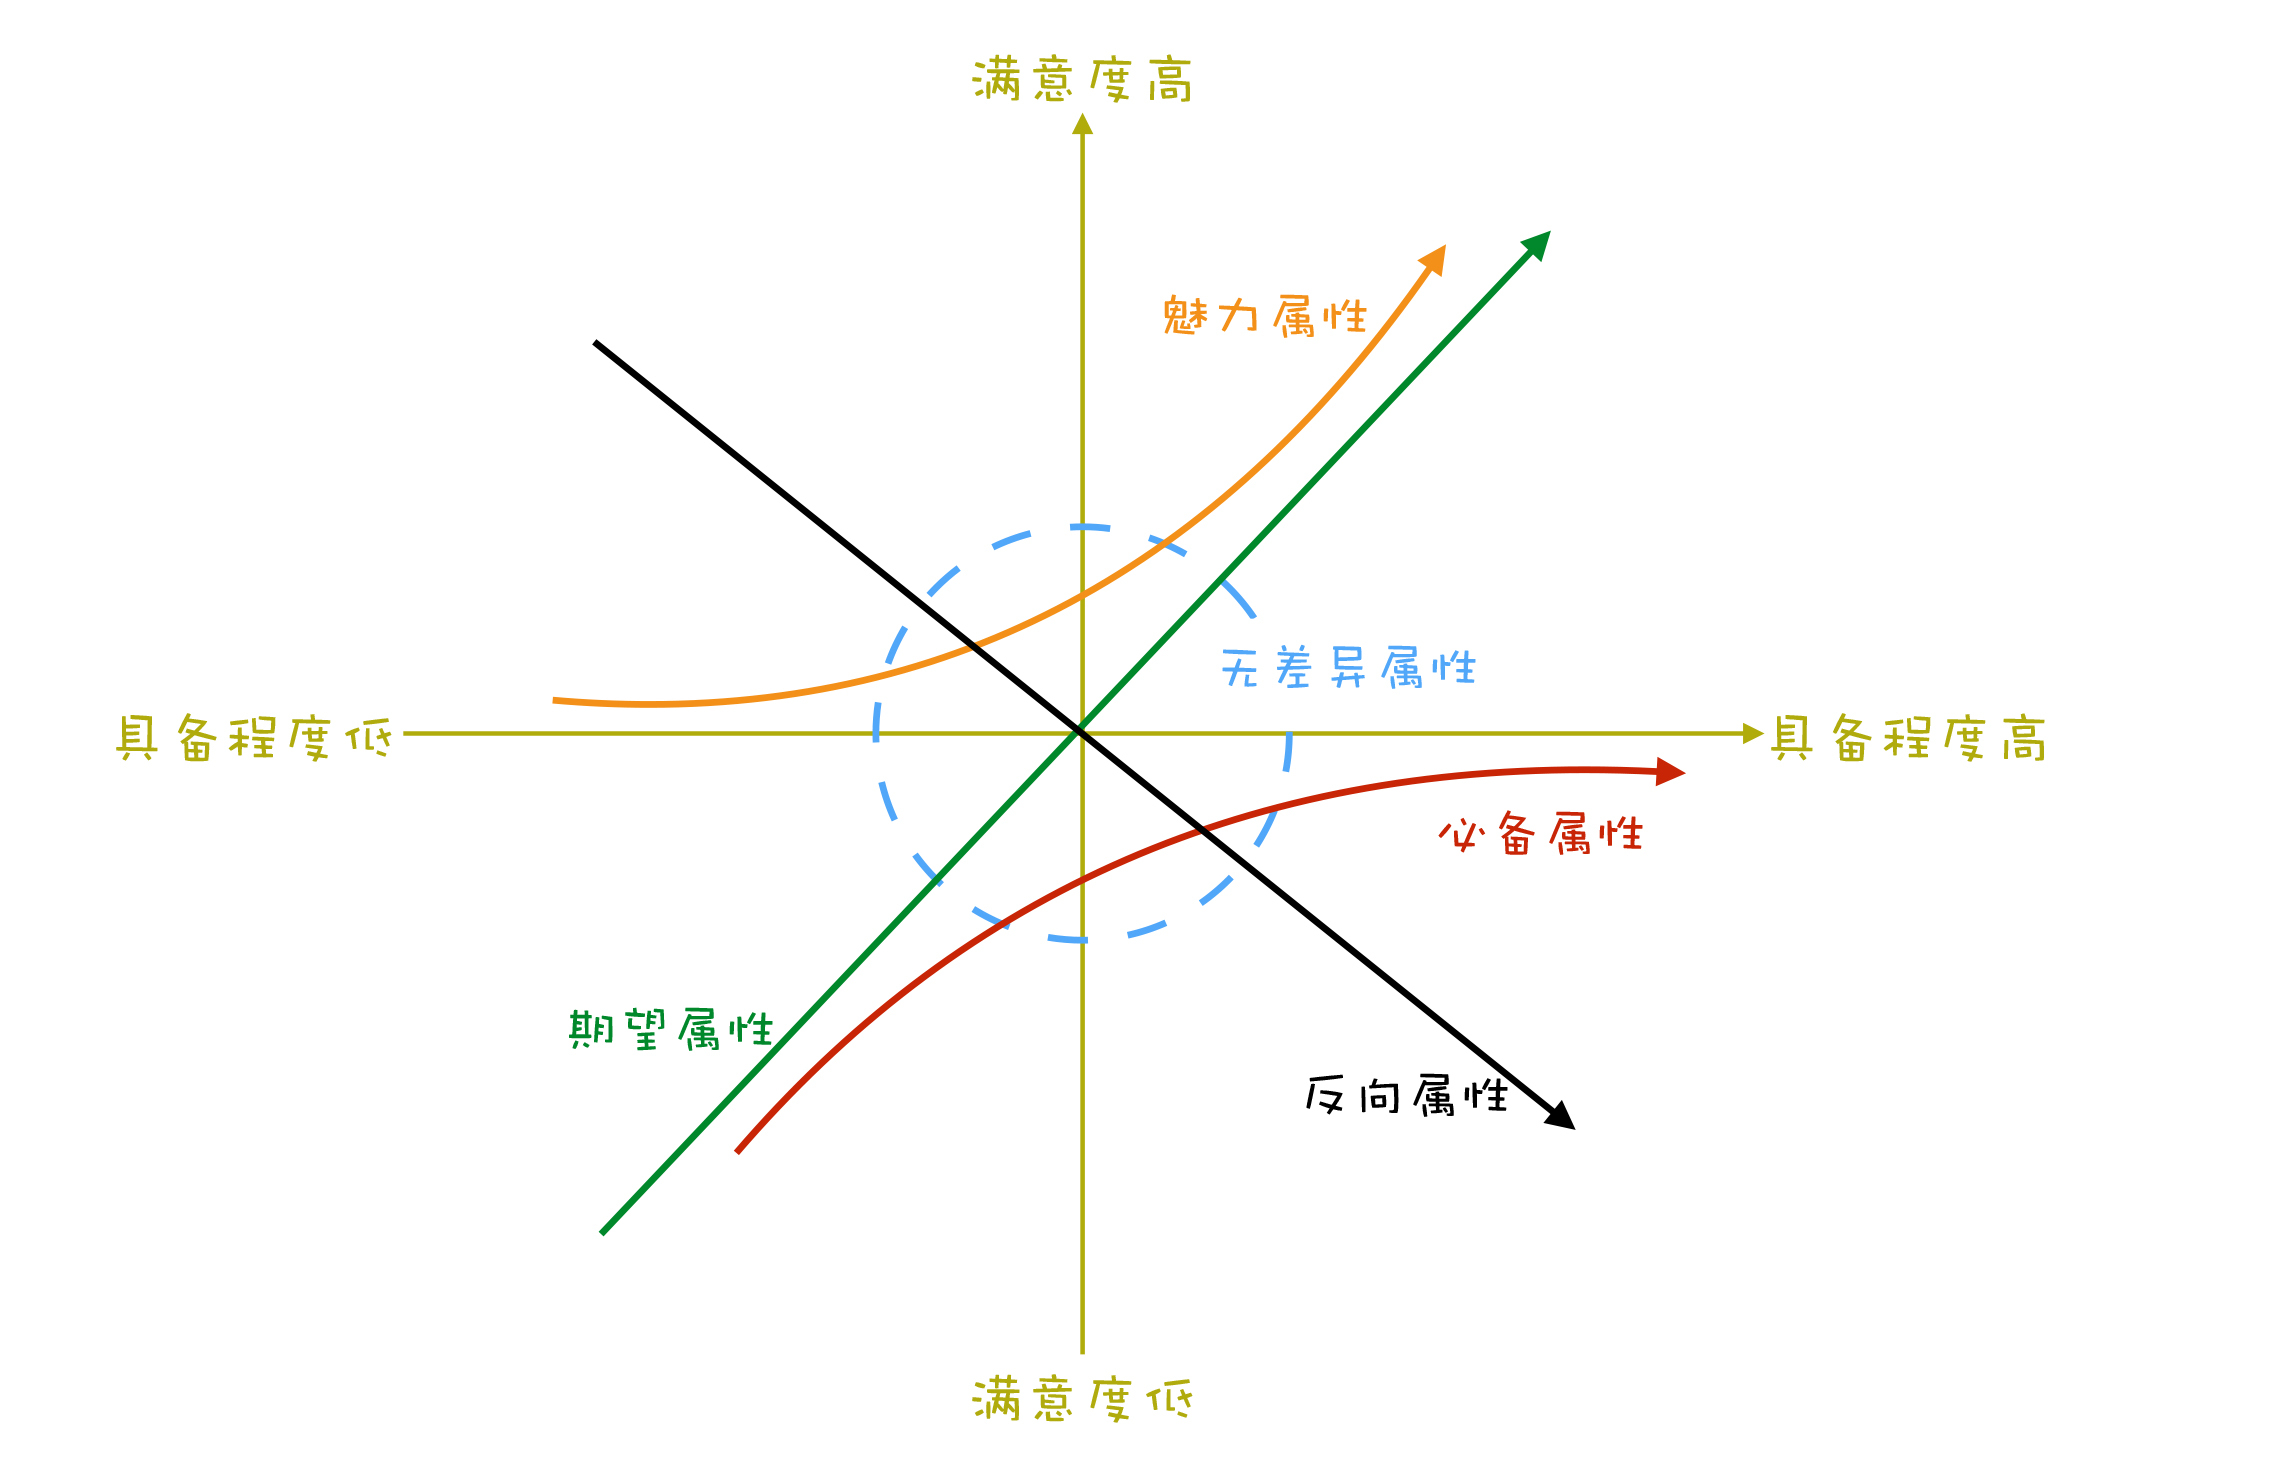 满意度高
魅力属性
无差异属性
具备程度低
具备程度高
必备属性
期望属性
反向属性
满意度低